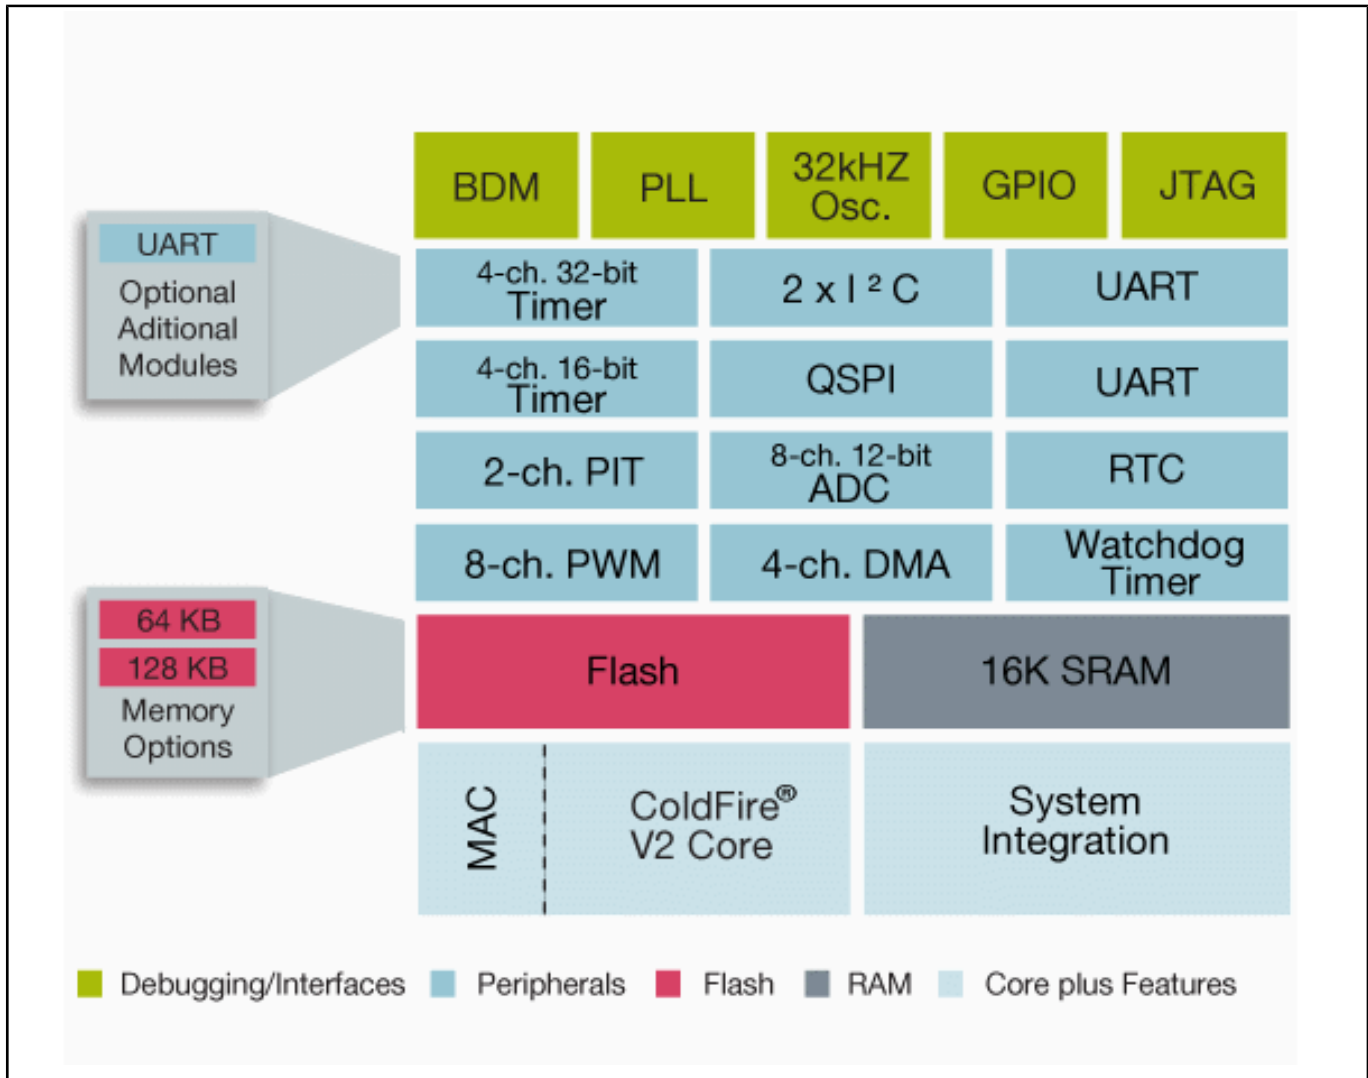 BDM
PLL
32kHZ
Osc.
GPIO
JTAG
UART
Optional
Aditional
Modules
4-ch. 32-bit
Timer
2 x I ² C
UART
4-ch. 16-bit
Timer
QSPI
UART
2-ch. PIT
8-ch. 12-bit
ADC
RTC
8-ch. PWM
4-ch. DMA
Watchdog
Timer
64 KB
128 KB
Memory
Options
Flash
16K SRAM
MAC
ColdFire®
V2 Core
System
Integration
Debugging/Interfaces
Peripherals
Flash
RAM
Core plus Features